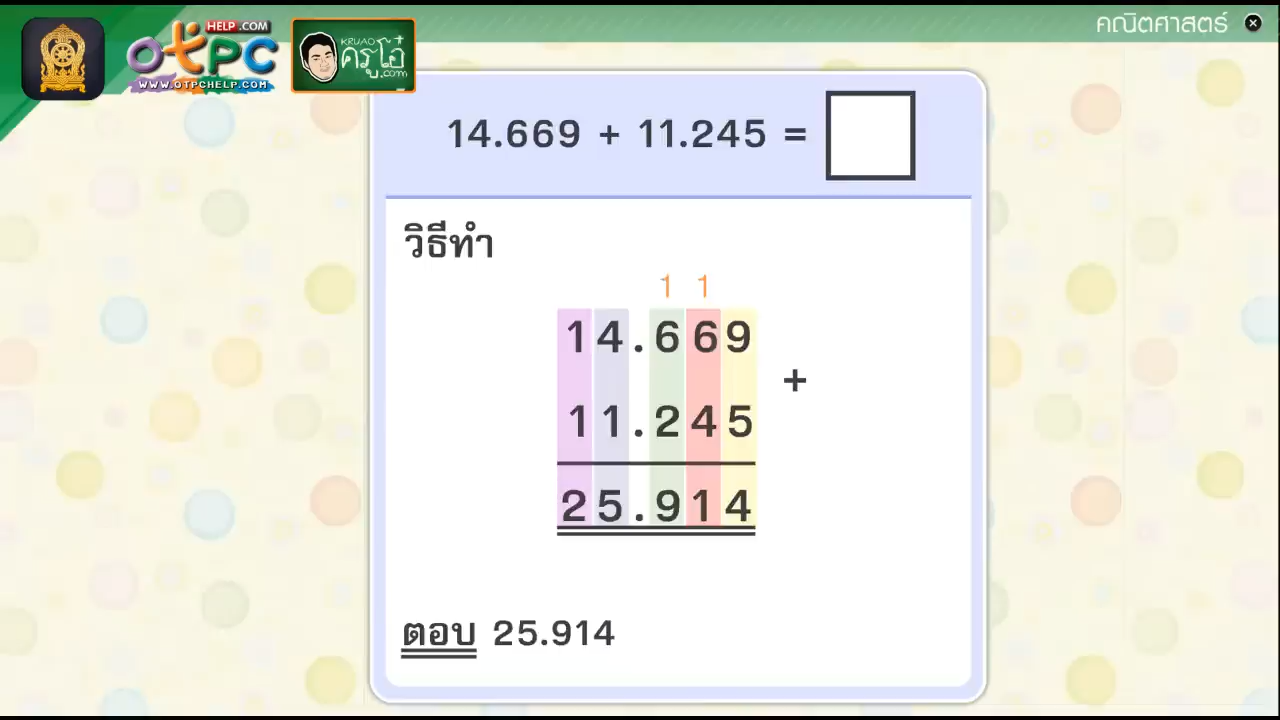 คณิตศาสตร์
HELP.COM
OTPC
WWW.OTPCHELP.COM
KRUAO
ครูโอ๋
.com
14.669 + 11.245 =
วิธีทำ
1 1
14.669
+
11.245
25.914
ตอบ 25.914